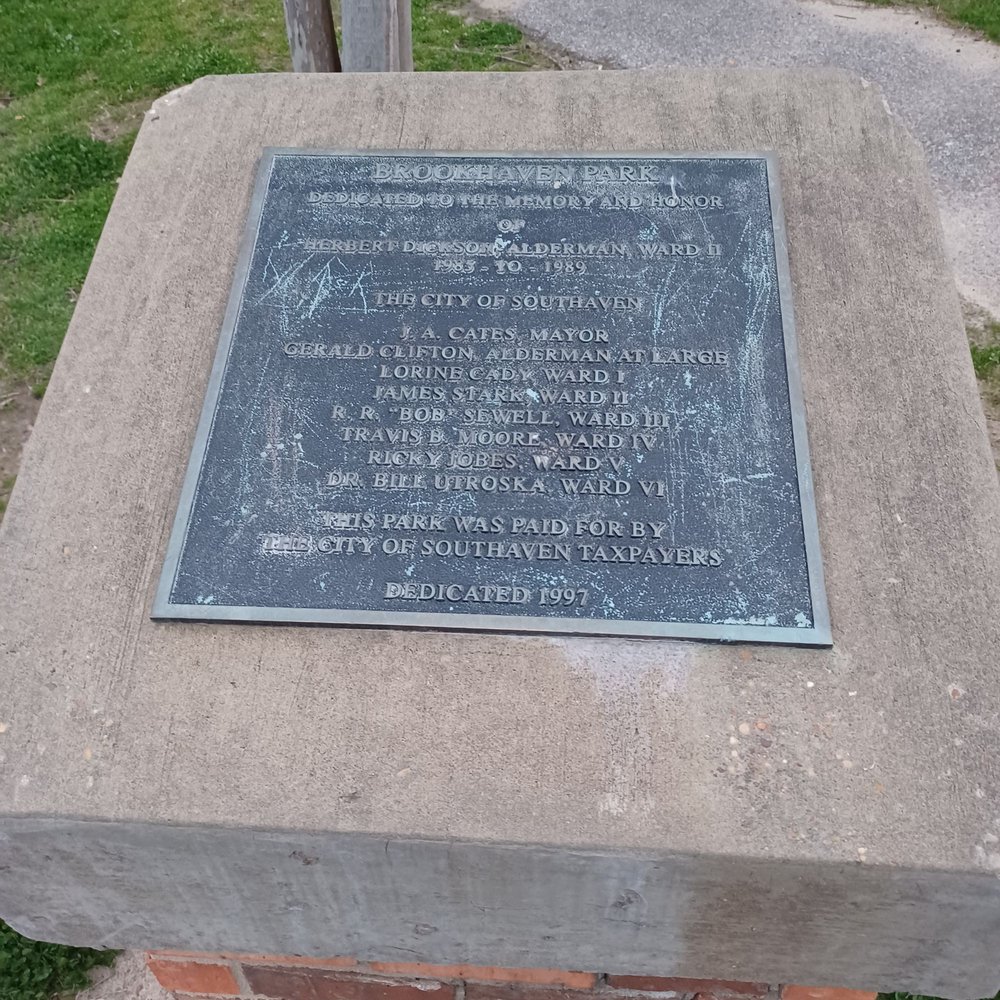 BROOKHAVEN PARK
DEDICATED TO THE MEMORY AND HONOR
OF
HERBERT DICKSON, ALDERMAN, WARD II
1985 - TO - 1989
THE CITY OF SOUTHAVEN
J. A. CATES, MAYOR
GERALD CLIFTON, ALDERMAN AT LARGE
LORINE CADY, WARD I
JAMES STARK, WARD II
R. R. "BOB" SEWELL, WARD III
TRAVIS B. MOORE, WARD IV
RICKY JOBES, WARD V
DR. BILL UTROSKA, WARD VI
THIS PARK WAS PAID FOR BY
THE CITY OF SOUTHAVEN TAXPAYERS
DEDICATED 1997